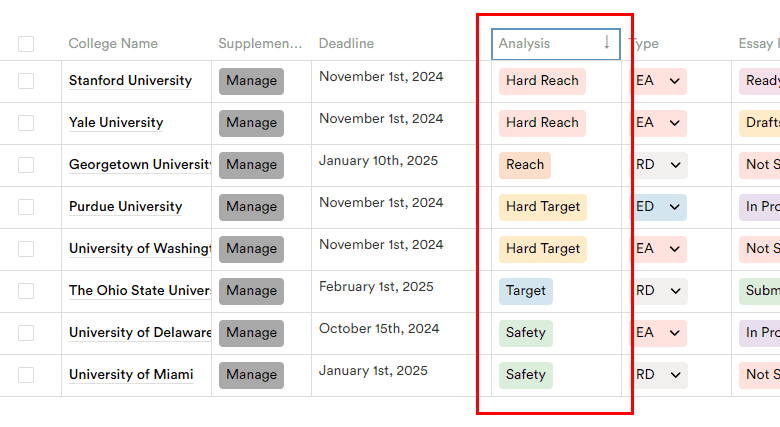 College Name Supplemen... Deadline Analysis ↓ Type Essay
Stanford University Manage November 1st, 2024 Hard Reach EA Ready
Yale University Manage November 1st, 2024 Hard Reach EA Drafts
Georgetown Universit Manage January 10th, 2025 Reach RD Not S
Purdue University Manage November 1st, 2024 Hard Target ED In Pro
University of Washingt Manage November 1st, 2024 Hard Target EA Not S
The Ohio State Univers Manage February 1st, 2025 Target RD Subm
University of Delaware Manage October 15th, 2024 Safety EA In Pro
University of Miami Manage January 1st, 2025 Safety RD Not S